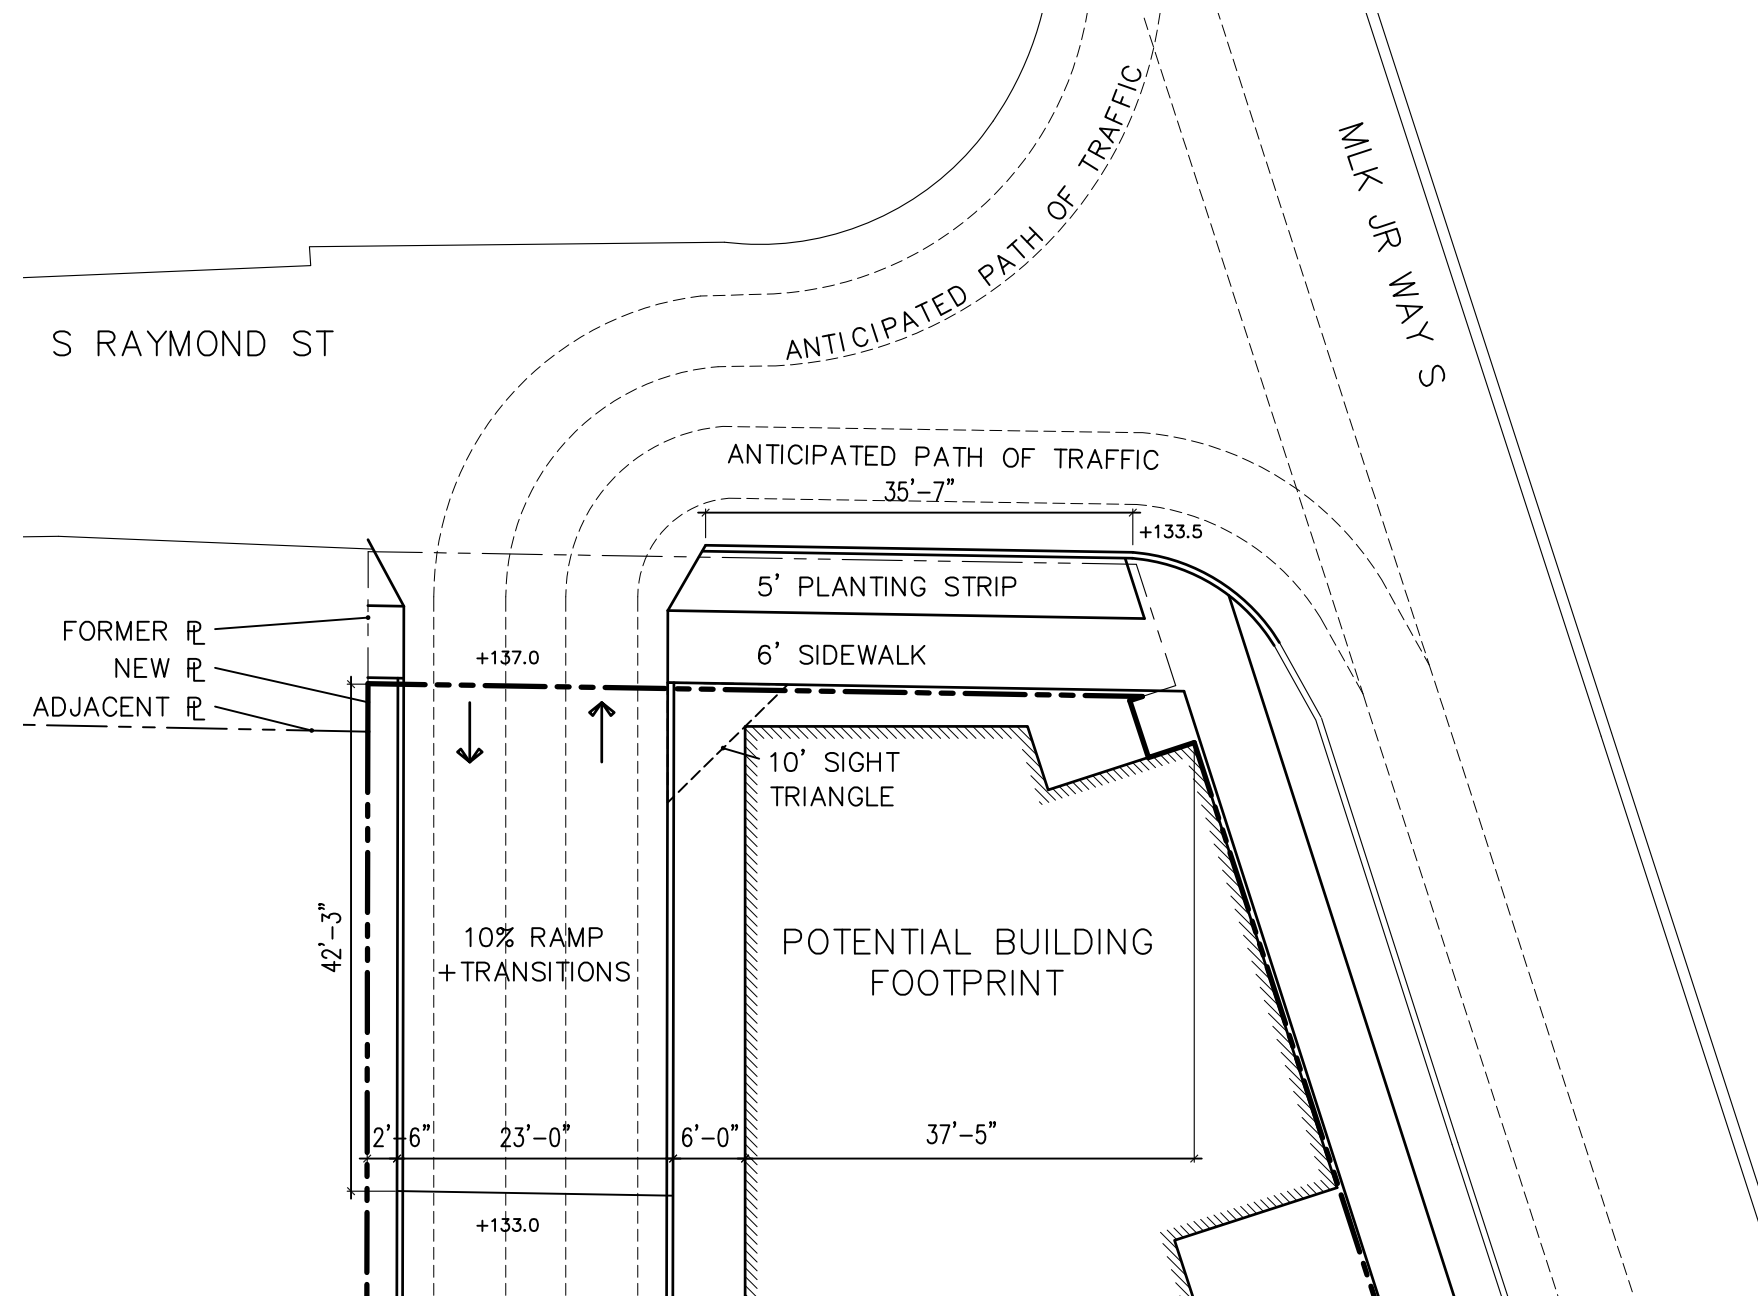 ANTICIPATED PATH OF TRAFFIC
MLK JR WAY S
S RAYMOND ST
ANTICIPATED PATH OF TRAFFIC
35'-7"
+133.5
5' PLANTING STRIP
FORMER PL
6' SIDEWALK
+137.0
NEW PL
ADJACENT PL
10' SIGHT
TRIANGLE
42'-3"
10% RAMP
+TRANSITIONS
POTENTIAL BUILDING
FOOTPRINT
2'-6"
23'-0"
6'-0"
37'-5"
+133.0